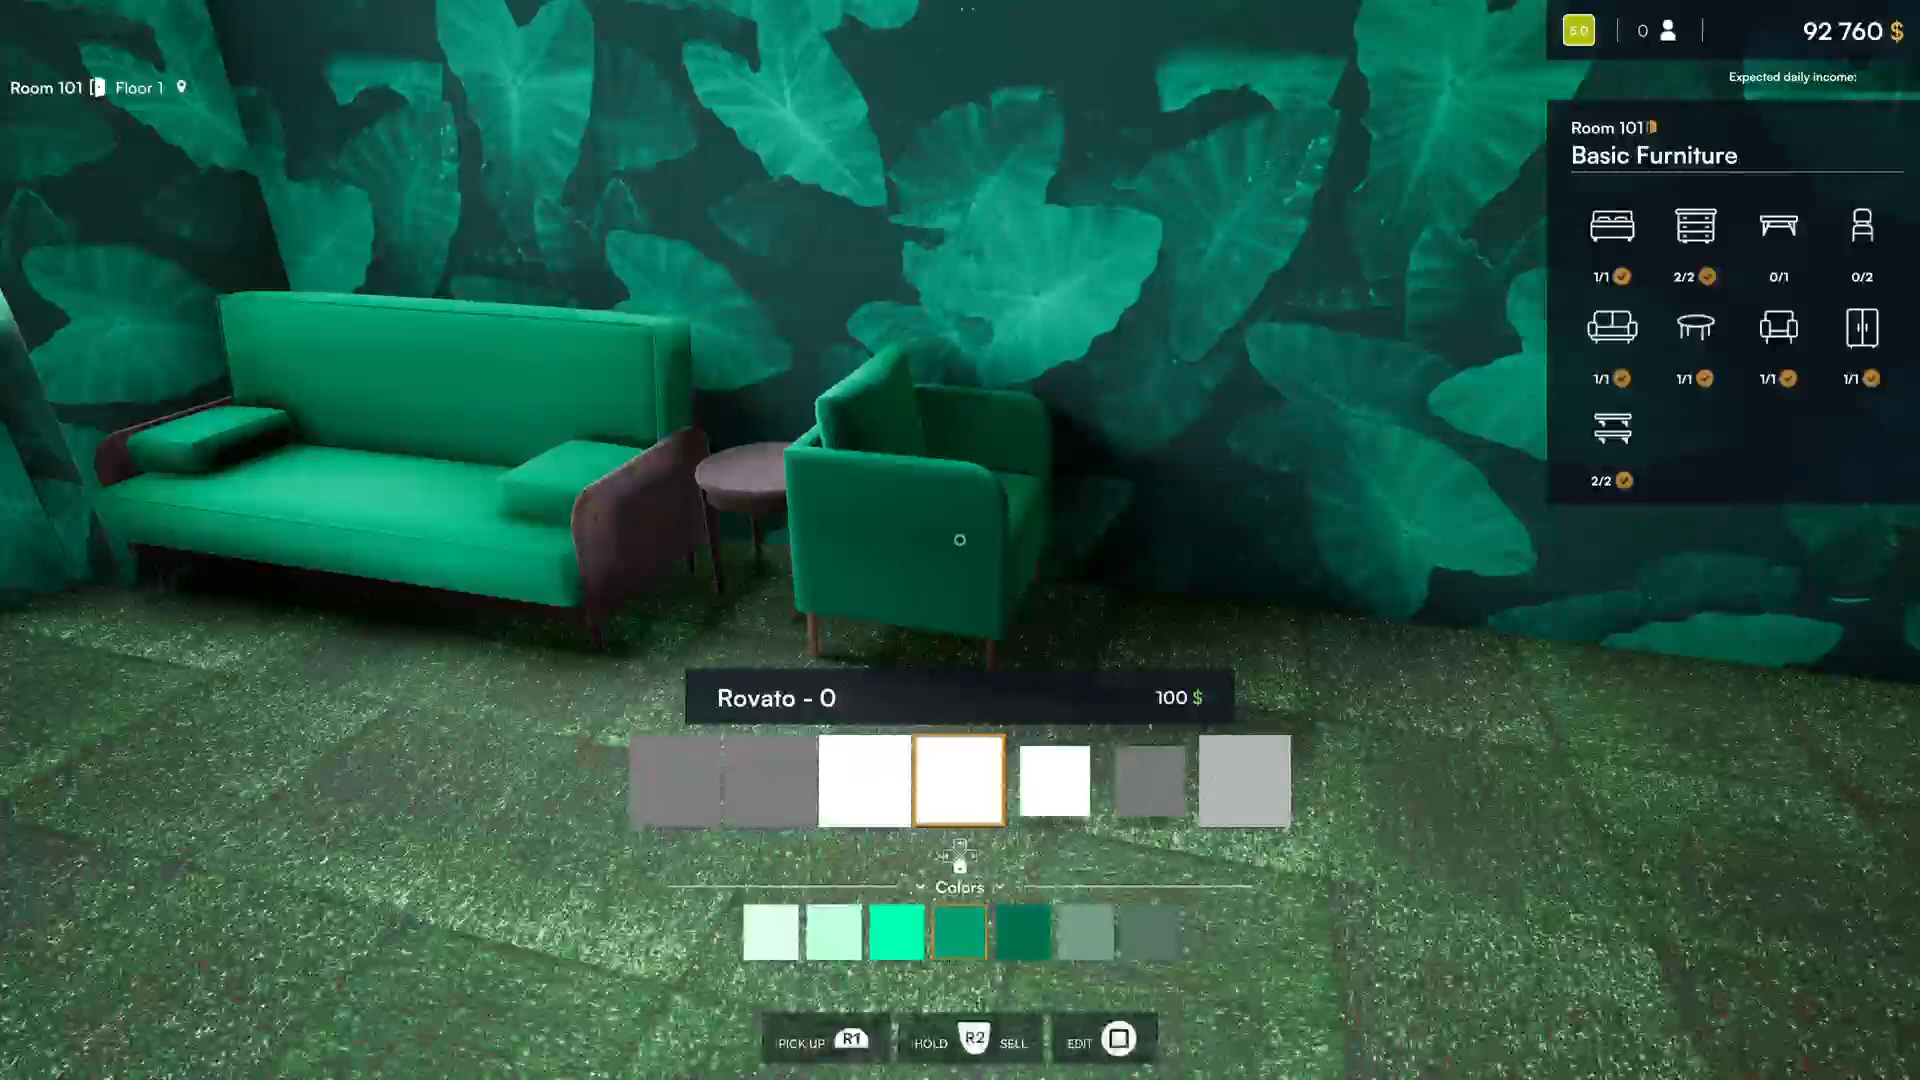 5.0
0
92 760 $
Expected daily income:
Room 101 Floor 1
Room 101
Basic Furniture
1/1 2/2 0/1 0/2
1/1 1/1 1/1 1/1
2/2
Rovato - 0 100 $
Colors
PICK UP R1 HOLD R2 SELL EDIT